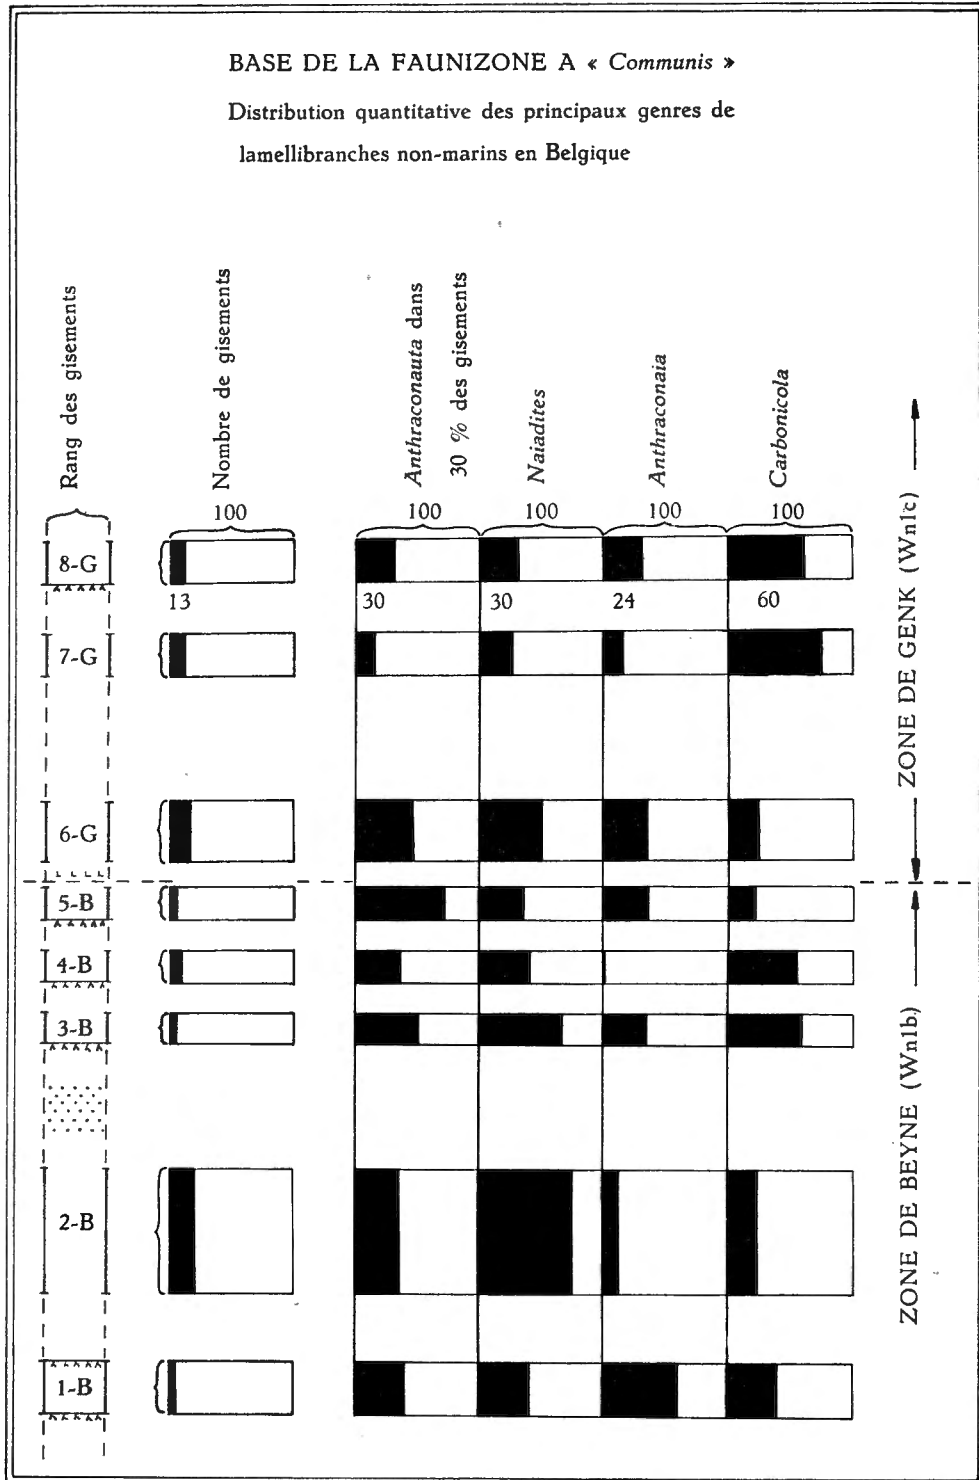 BASE DE LA FAUNIZONE A « Communis »
Distribution quantitative des principaux genres de
lamellibranches non-marins en Belgique
Rang des gisements
Nombre de gisements
Anthraconauta dans
30 % des gisements
Naiadites
Anthraconaia
Carbonicola
100
100
100
100
100
8-G
13
30
30
24
60
7-G
6-G
5-B
4-B
3-B
2-B
1-B
ZONE DE GENK (Wn1c)
ZONE DE BEYNE (Wn1b)